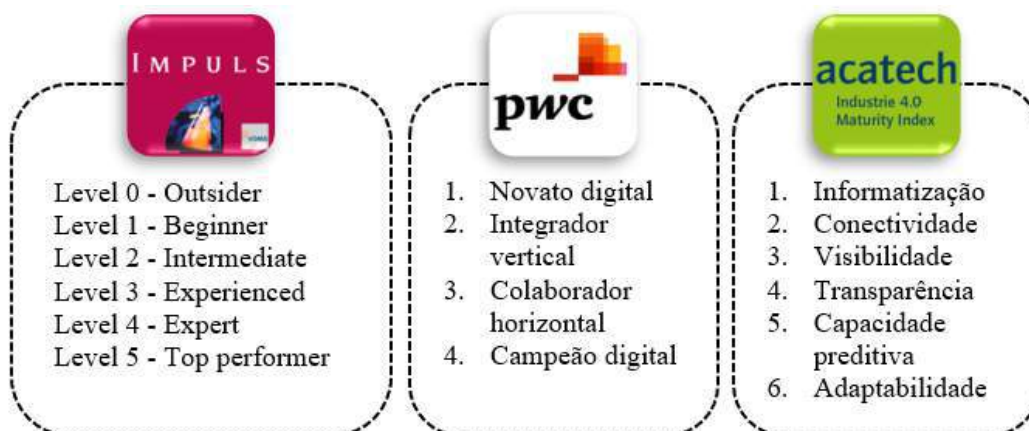 IMPULS
VDMA
Level 0 - Outsider
Level 1 - Beginner
Level 2 - Intermediate
Level 3 - Experienced
Level 4 - Expert
Level 5 - Top performer
pwc
1. Novato digital
2. Integrador
vertical
3. Colaborador
horizontal
4. Campeão digital
acatech
Industrie 4.0
Maturity Index
1. Informatização
2. Conectividade
3. Visibilidade
4. Transparência
5. Capacidade
preditiva
6. Adaptabilidade